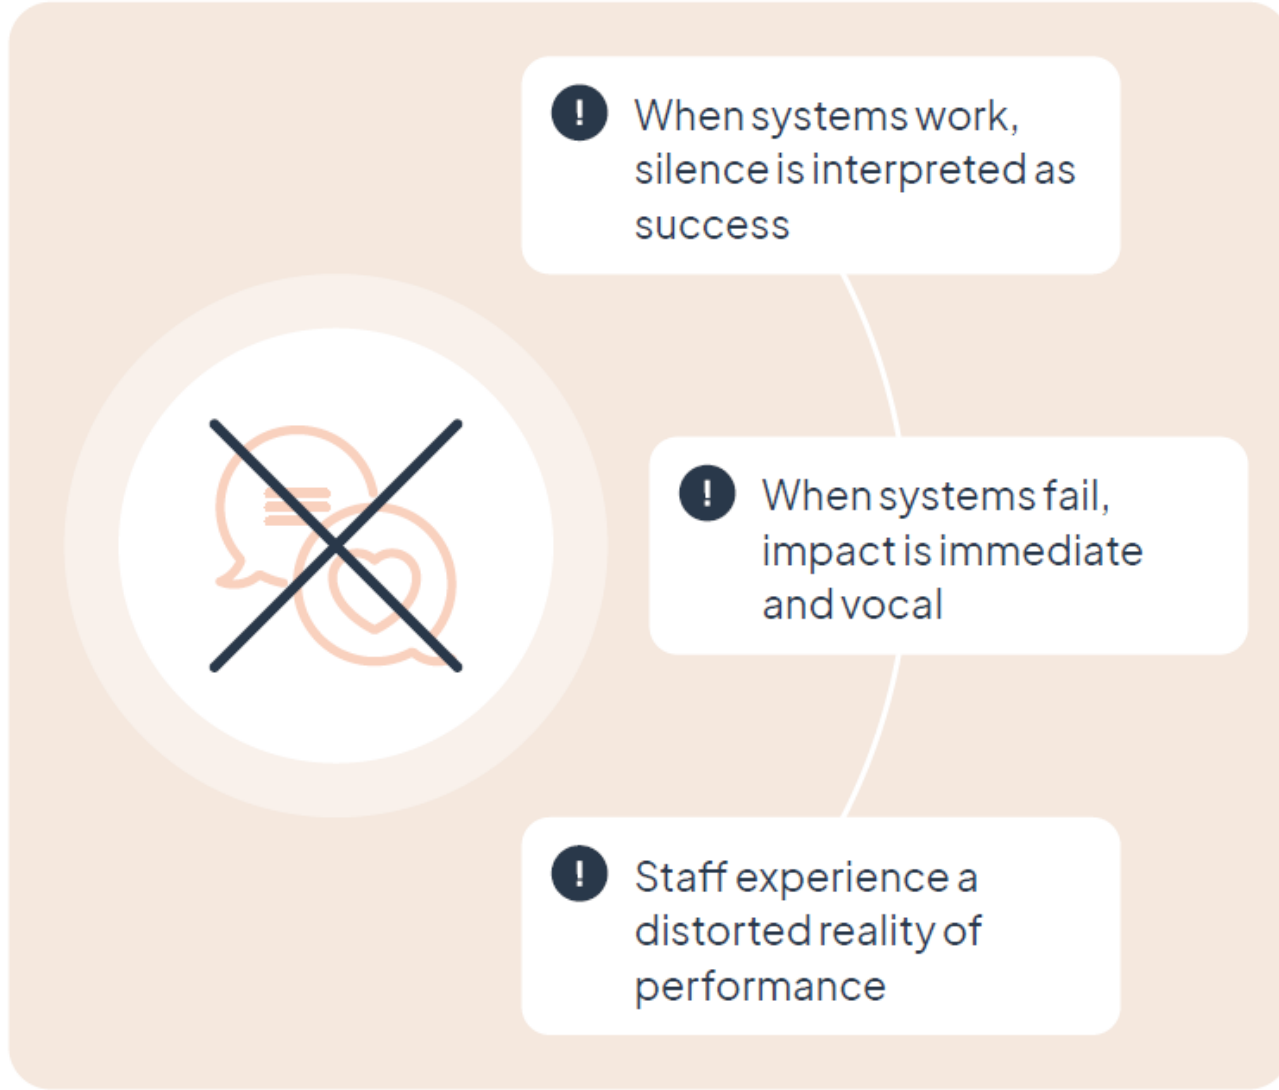 When systems work,
silence is interpreted as
success
When systems fail,
impact is immediate
and vocal
Staff experience a
distorted reality of
performance